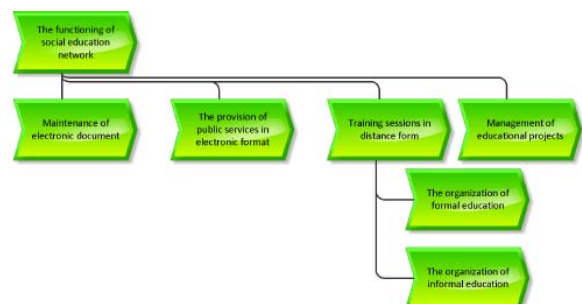 The functioning of
social education
network
Maintenance of
electronic document
The provision of
public services in
electronic format
Training sessions in
distance form
Management of
educational projects
The organization of
formal education
The organization of
informal education